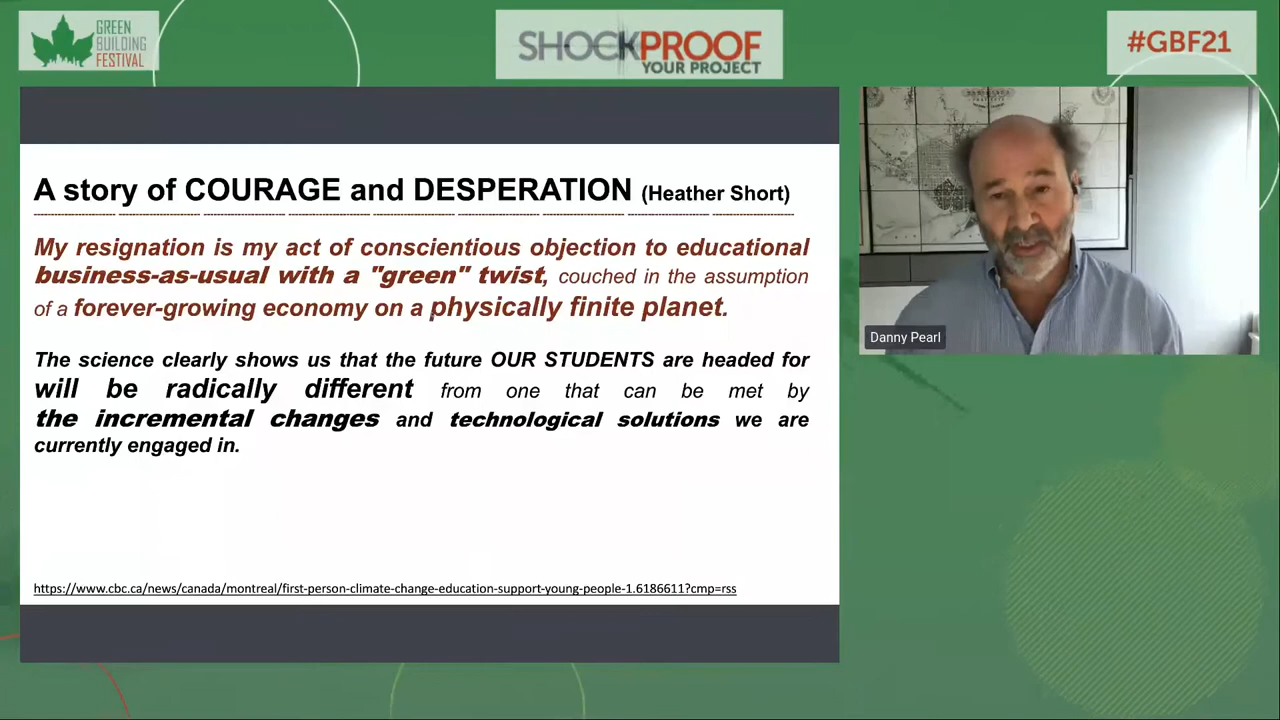 GREEN
BUILDING
FESTIVAL
SHOCKPROOF
YOUR PROJECT
#GBF21
A story of COURAGE and DESPERATION (Heather Short)
My resignation is my act of conscientious objection to educational
business-as-usual with a "green" twist, couched in the assumption
of a forever-growing economy on a physically finite planet.
The science clearly shows us that the future OUR STUDENTS are headed for
will be radically different from one that can be met by
the incremental changes and technological solutions we are
currently engaged in.
https://www.cbc.ca/news/canada/montreal/first-person-climate-change-education-support-young-people-1.6186611?cmp=rss
Danny Pearl